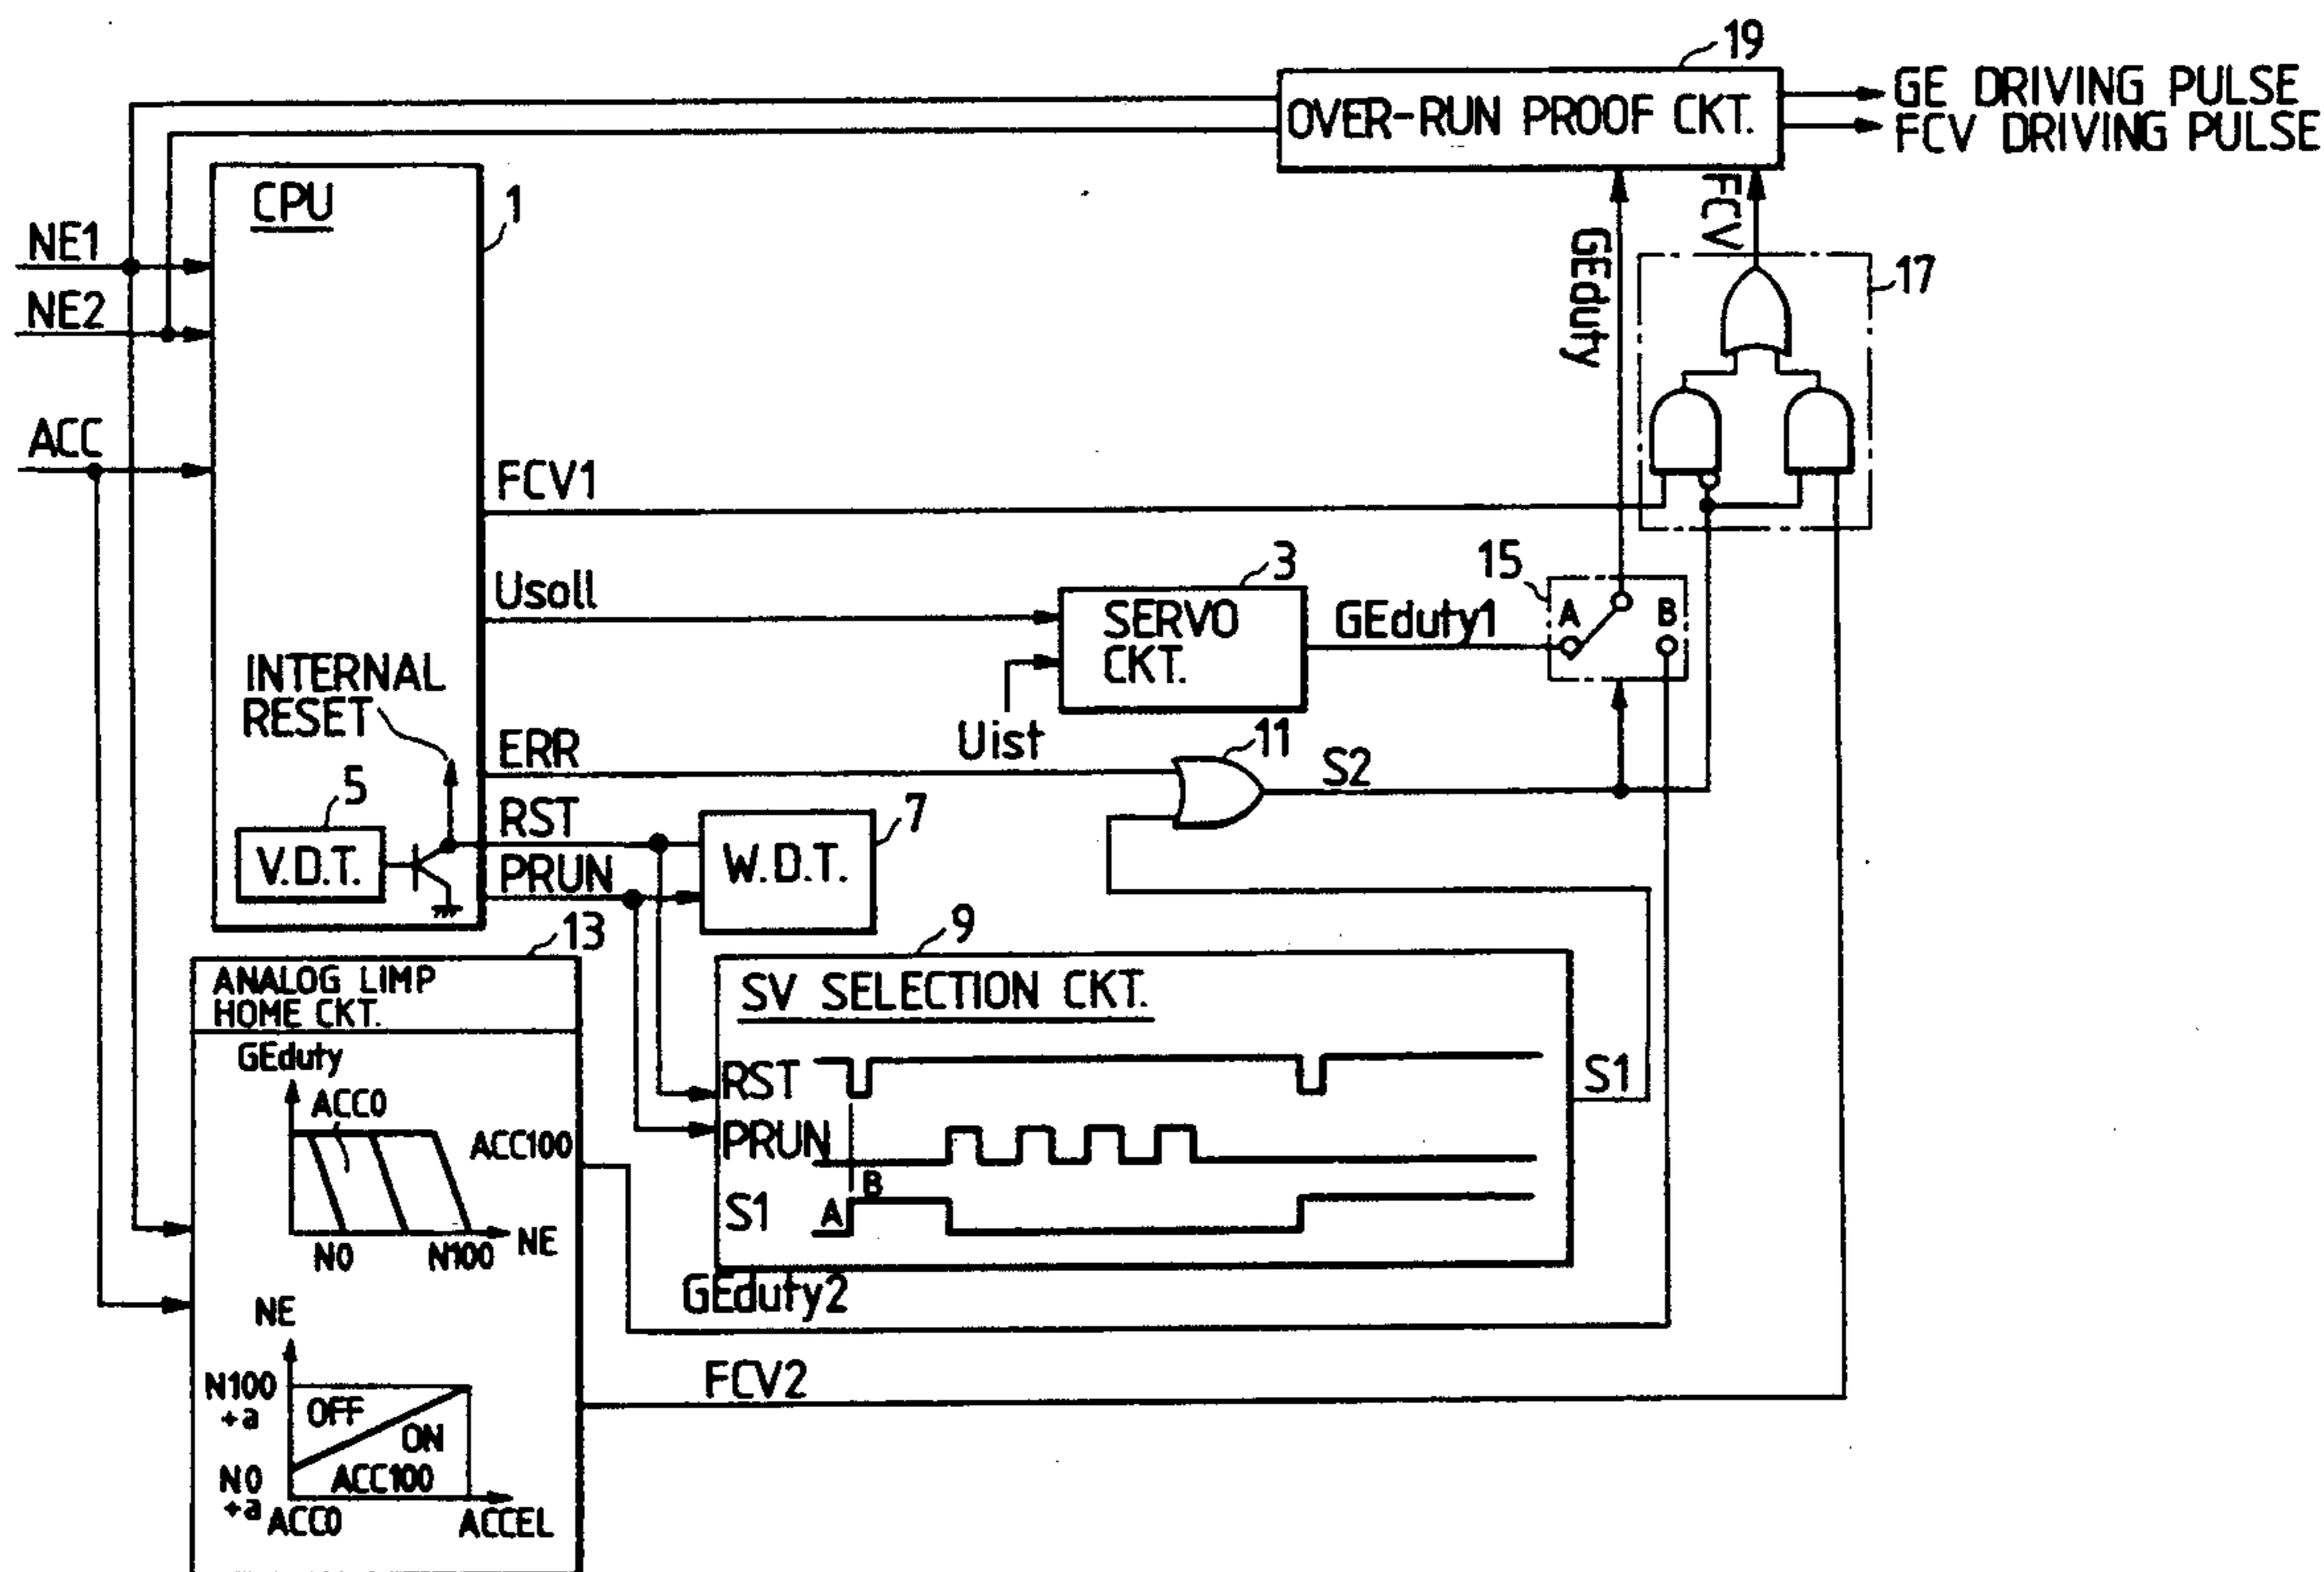 19
OVER-RUN PROOF CKT.
GE DRIVING PULSE
FCV DRIVING PULSE
CPU
1
NE1
NE2
ACC
FCV
GEduty
17
FCV1
Usoll
3
SERVO
CKT.
GEduty1
15
A
B
Uist
INTERNAL
RESET
ERR
11
S2
5
V.D.T.
RST
PRUN
7
W.D.T.
13
ANALOG LIMP
HOME CKT.
GEduty
ACC0
ACC100
N0
N100
NE
NE
N100
+a
OFF
ON
N0
+a
ACC100
ACC0
ACCEL
9
SV SELECTION CKT.
RST
PRUN
B
S1
A
S1
GEduty2
FCV2